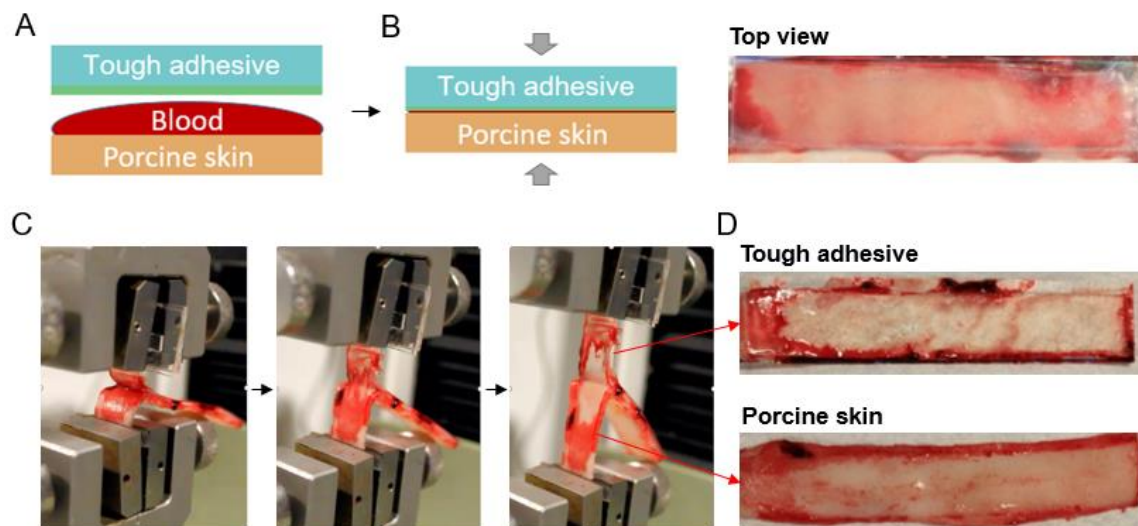 A
Tough adhesive
Blood
Porcine skin
B
Tough adhesive
Porcine skin
Top view
C
D
Tough adhesive
Porcine skin